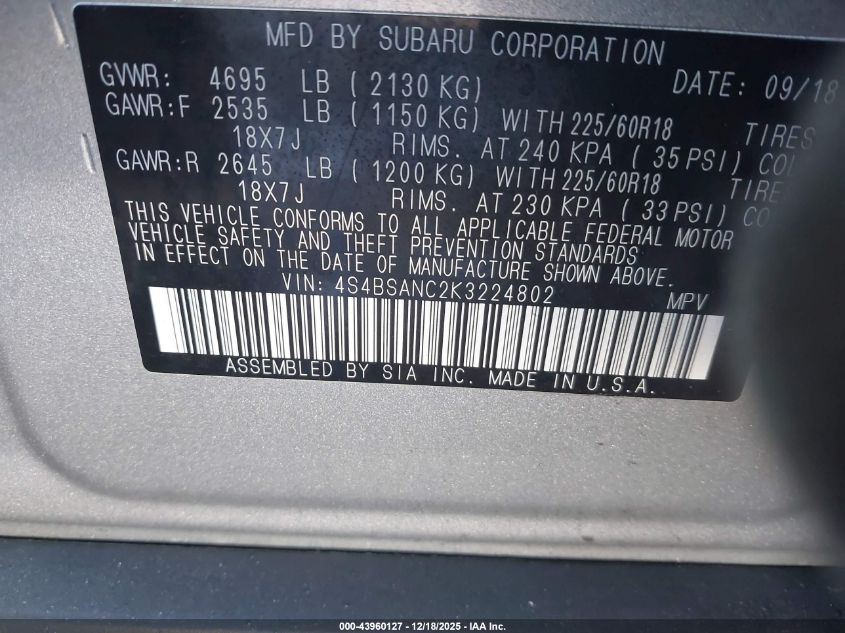 MFD BY SUBARU CORPORATION
GVWR: 4695 LB ( 2130 KG) DATE: 09/18
GAWR:F 2535 LB ( 1150 KG) WITH 225/60R18 TIRES
18X7J RIMS. AT 240 KPA ( 35 PSI) COL
GAWR:R 2645 LB ( 1200 KG) WITH 225/60R18 TIRE
18X7J RIMS. AT 230 KPA ( 33 PSI) CO
THIS VEHICLE CONFORMS TO ALL APPLICABLE FEDERAL MOTOR
VEHICLE SAFETY AND THEFT PREVENTION STANDARDS
IN EFFECT ON THE DATE OF MANUFACTURE SHOWN ABOVE.
VIN: 4S4BSANC2K3224802 MPV
ASSEMBLED BY SIA INC. MADE IN U.S.A.
000-43960127 - 12/18/2025 - IAA Inc.